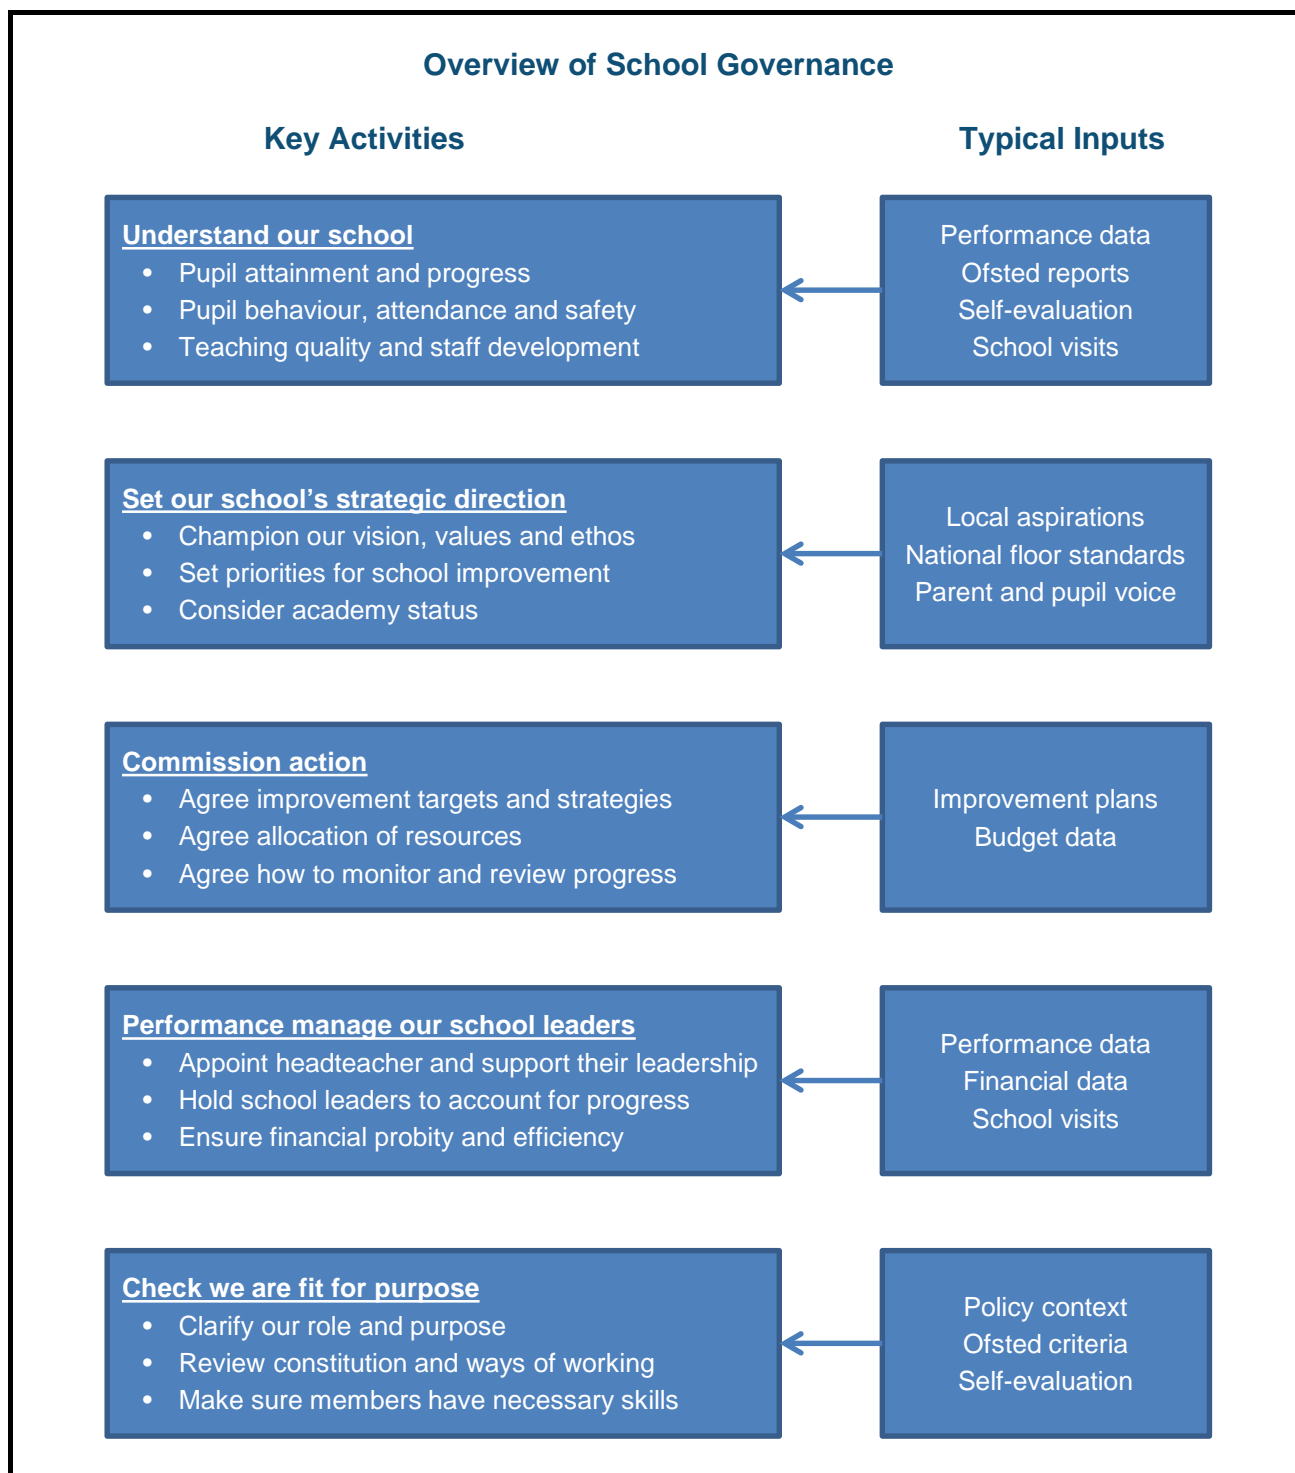 Overview of School Governance
Key Activities
Typical Inputs
Understand our school
• Pupil attainment and progress
• Pupil behaviour, attendance and safety
• Teaching quality and staff development
Performance data
Ofsted reports
Self-evaluation
School visits
Set our school’s strategic direction
• Champion our vision, values and ethos
• Set priorities for school improvement
• Consider academy status
Local aspirations
National floor standards
Parent and pupil voice
Commission action
• Agree improvement targets and strategies
• Agree allocation of resources
• Agree how to monitor and review progress
Improvement plans
Budget data
Performance manage our school leaders
• Appoint headteacher and support their leadership
• Hold school leaders to account for progress
• Ensure financial probity and efficiency
Performance data
Financial data
School visits
Check we are fit for purpose
• Clarify our role and purpose
• Review constitution and ways of working
• Make sure members have necessary skills
Policy context
Ofsted criteria
Self-evaluation